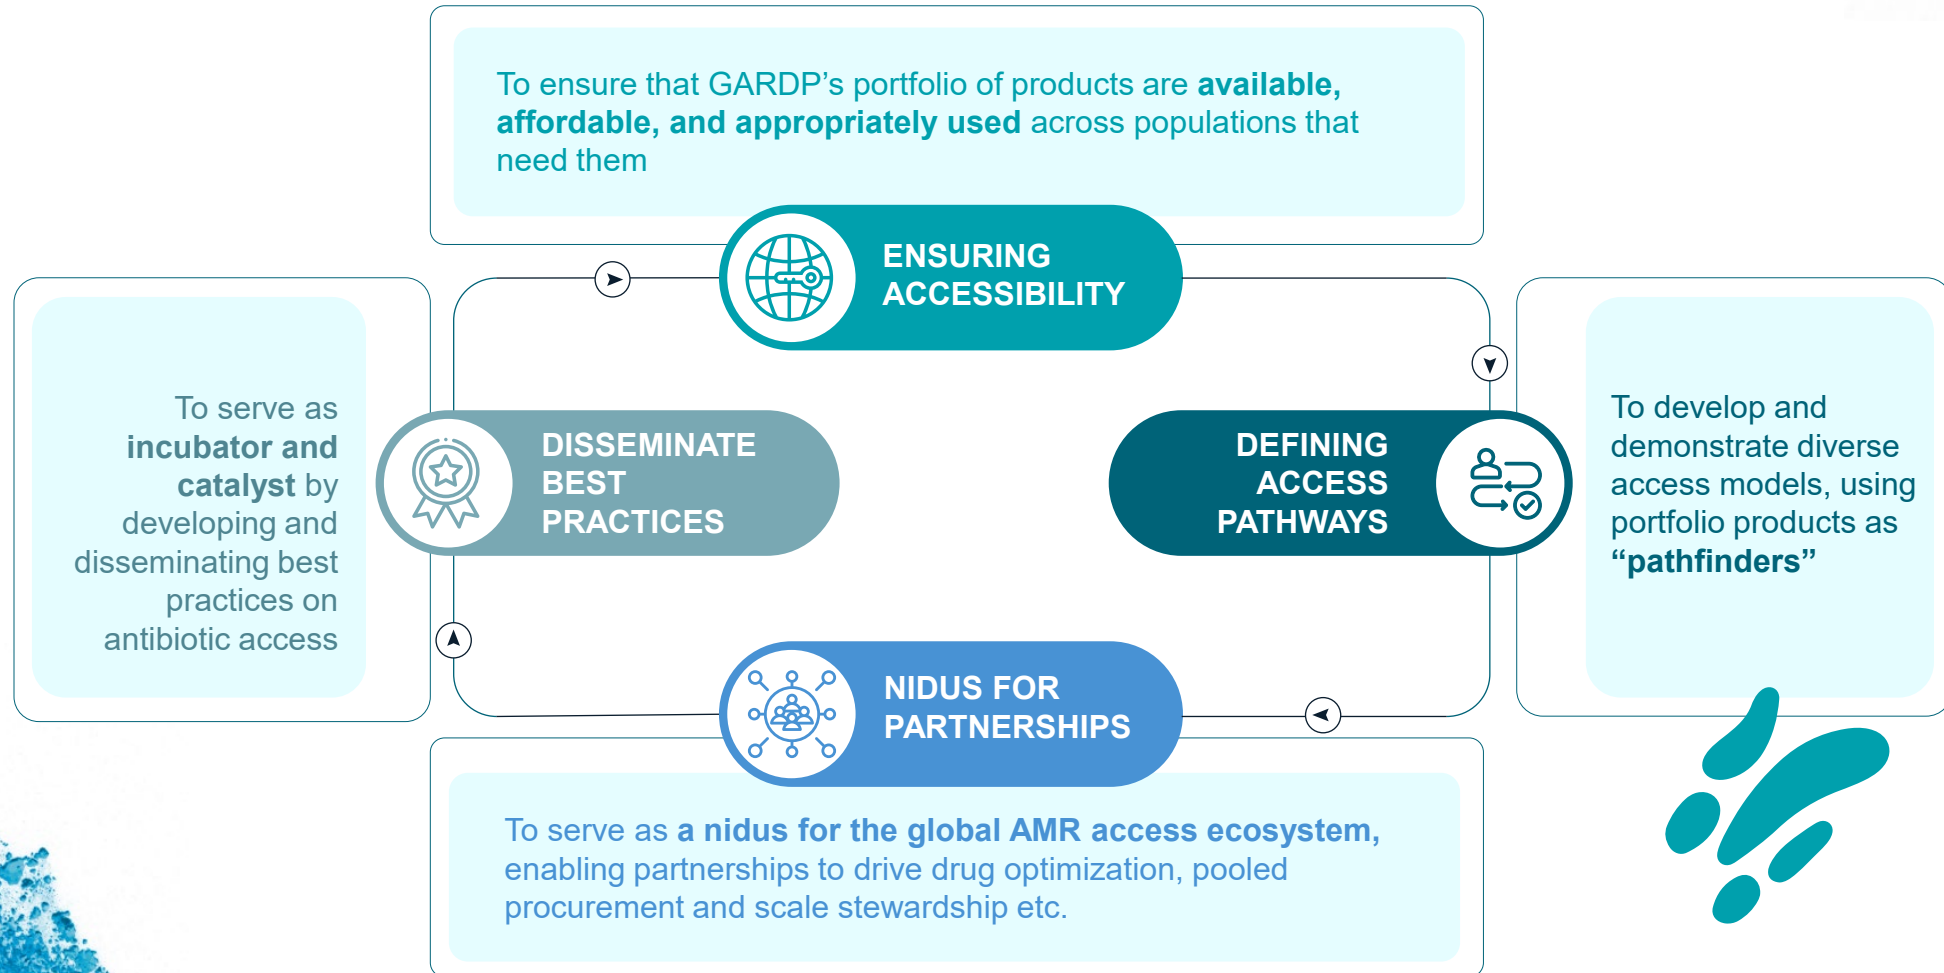 To ensure that GARDP’s portfolio of products are available,
affordable, and appropriately used across populations that
need them
ENSURING
ACCESSIBILITY
To serve as
incubator and
catalyst by
developing and
disseminating best
practices on
antibiotic access
DISSEMINATE
BEST
PRACTICES
DEFINING
ACCESS
PATHWAYS
To develop and
demonstrate diverse
access models, using
portfolio products as
“pathfinders”
NIDUS FOR
PARTNERSHIPS
To serve as a nidus for the global AMR access ecosystem,
enabling partnerships to drive drug optimization, pooled
procurement and scale stewardship etc.